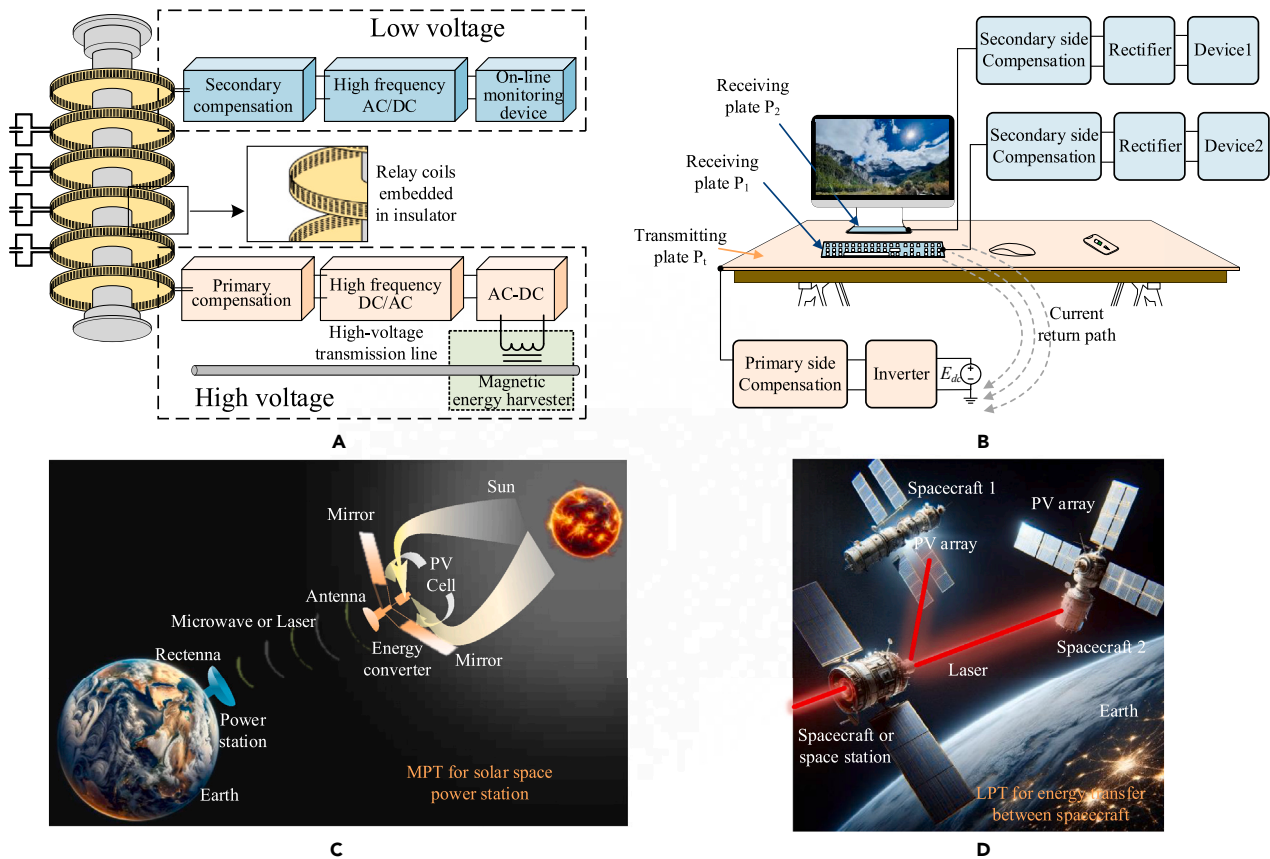 Low voltage
Secondary
compensation
High frequency
AC/DC
On-line
monitoring
device
Relay coils
embedded
in insulator
Primary
compensation
High frequency
DC/AC
AC-DC
High-voltage
transmission line
Magnetic
energy harvester
High voltage
A
Secondary side
Compensation
Rectifier
Device1
Secondary side
Compensation
Rectifier
Device2
Receiving
plate P2
Receiving
plate P1
Transmitting
plate Pt
Current
return path
Primary side
Compensation
Inverter
Edc
B
Sun
Mirror
PV
Cell
Antenna
Microwave or Laser
Energy
converter
Mirror
Rectenna
Power
station
Earth
MPT for solar space
power station
C
Spacecraft 1
PV array
PV array
Spacecraft 2
Laser
Earth
Spacecraft or
space station
LPT for energy transfer
between spacecraft
D